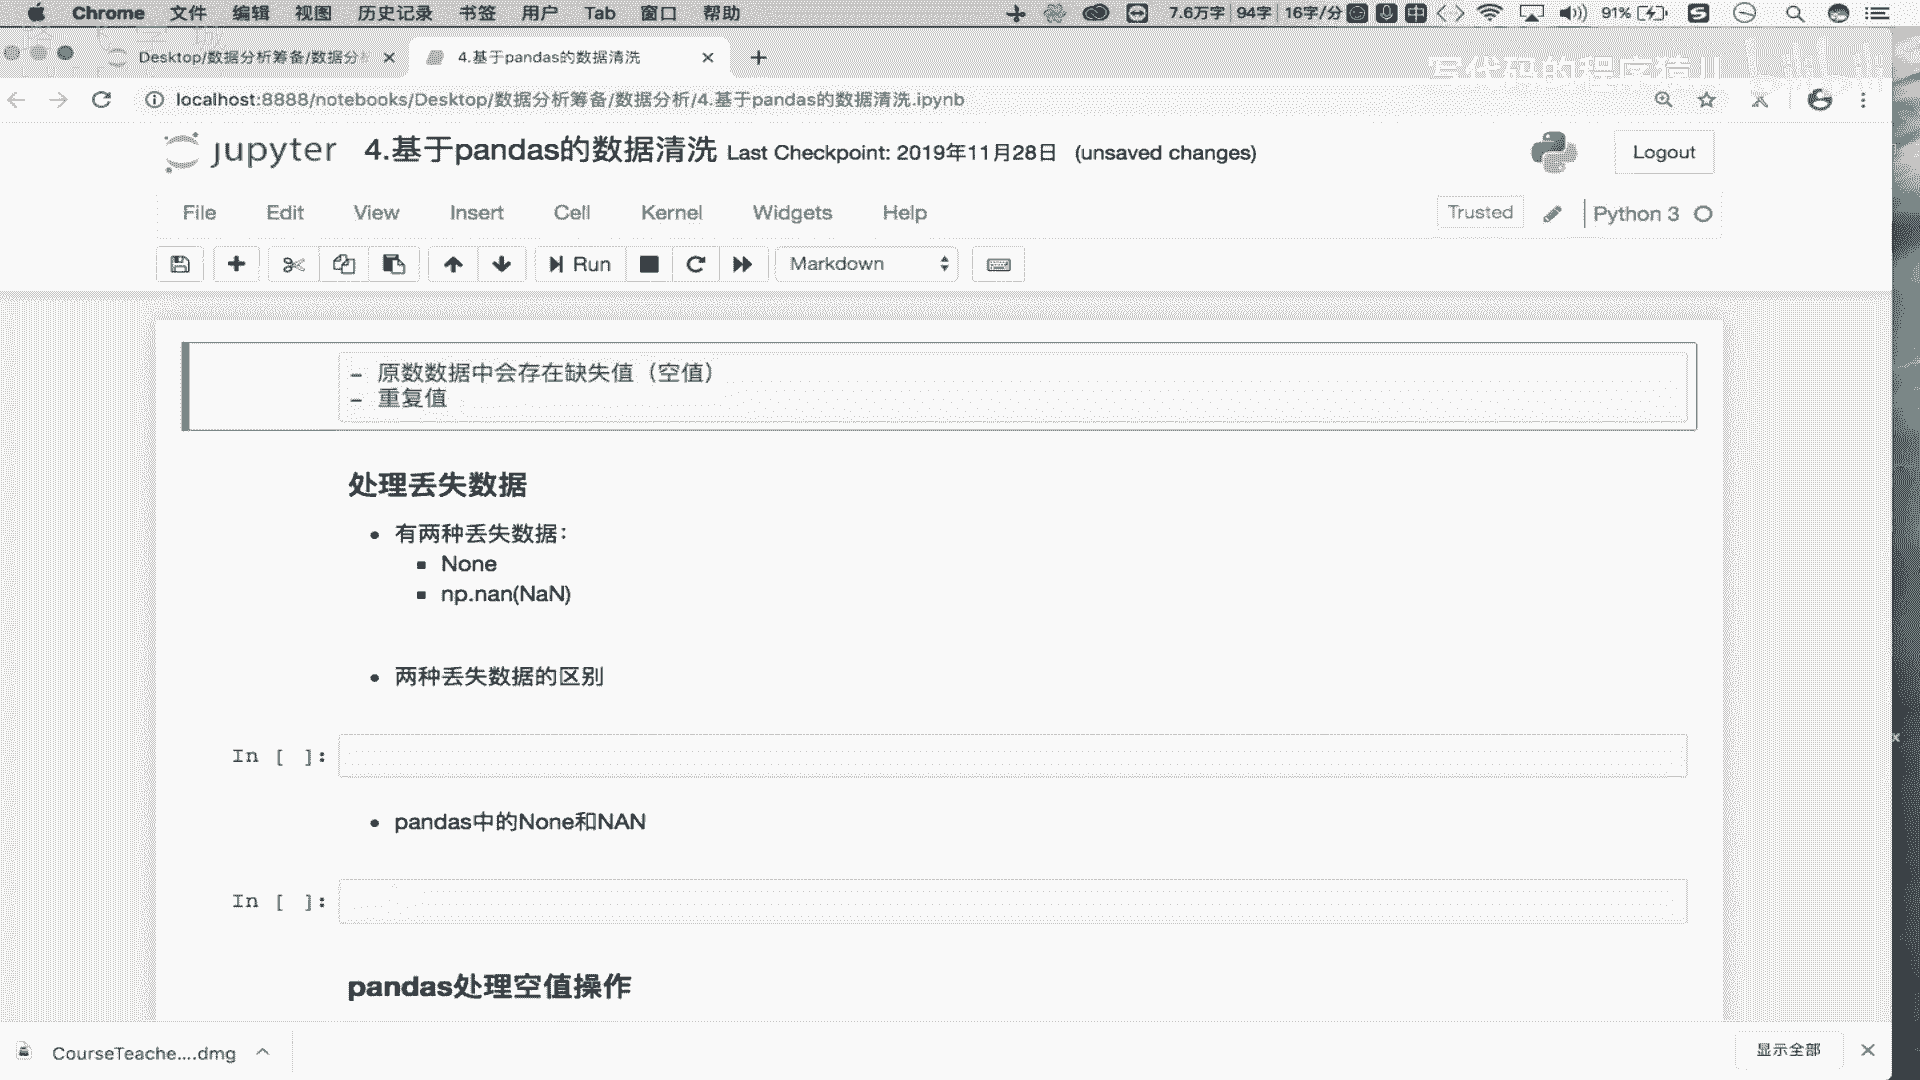 Chrome 文件 编辑 视图 历史记录 书签 用户 Tab 窗口 帮助 7.6万字 94字 16字/分 中 91%
Desktop/数据分析筹备/数据分析
4.基于pandas的数据清洗
写代码的程序猿儿
localhost:8888/notebooks/Desktop/数据分析筹备/数据分析/4.基于pandas的数据清洗.ipynb
jupyter 4.基于pandas的数据清洗 Last Checkpoint: 2019年11月28日 (unsaved changes)
Logout
File Edit View Insert Cell Kernel Widgets Help
Trusted Python 3
Run Markdown
- 原数数据中会存在缺失值（空值）
- 重复值
处理丢失数据
有两种丢失数据：
None
np.nan(NaN)
两种丢失数据的区别
In [ ]:
pandas中的None和NAN
In [ ]:
pandas处理空值操作
CourseTeache....dmg
显示全部